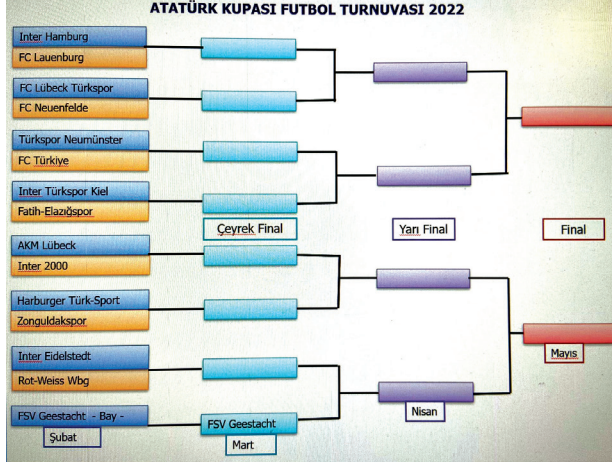 ATATÜRK KUPASI FUTBOL TURNUVASI 2022
Inter Hamburg
FC Lauenburg
FC Lübeck Türkspor
FC Neuenfelde
Türkspor Neumünster
FC Türkiye
Inter Türkspor Kiel
Fatih-Elazığspor
Çeyrek Final
Yarı Final
Final
AKM Lübeck
Inter 2000
Harburger Türk-Sport
Zonguldakspor
Inter Eidelstedt
Rot-Weiss Wbg
Mayıs
FSV Geestacht - Bay -
FSV Geestacht
Nisan
Şubat
Mart